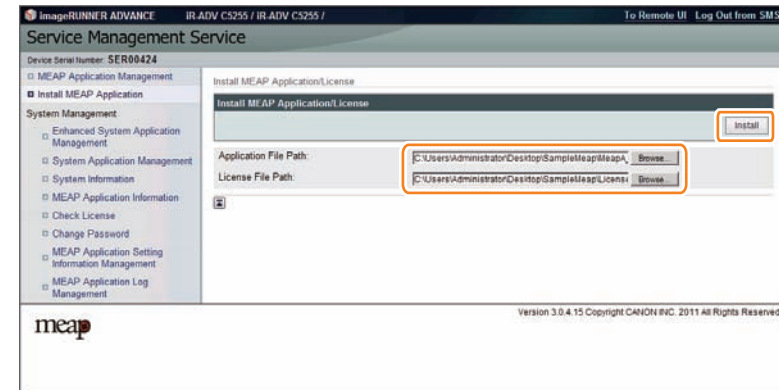 imageRUNNER ADVANCE iR-ADV C5255 / iR-ADV C5255 / To Remote UI Log Out from SMS
Service Management Service
Device Serial Number: SER00424
MEAP Application Management
Install MEAP Application
System Management
Enhanced System Application
Management
System Application Management
System Information
MEAP Application Information
Check License
Change Password
MEAP Application Setting
Information Management
MEAP Application Log
Management
Install MEAP Application/License
Install MEAP Application/License
Install
Application File Path: C:\Users\Administrator\Desktop\SampleMeap\MeapA_ Browse...
License File Path: C:\Users\Administrator\Desktop\SampleMeap\License Browse...
Version 3.0.4.15 Copyright CANON INC. 2011 All Rights Reserved
meap